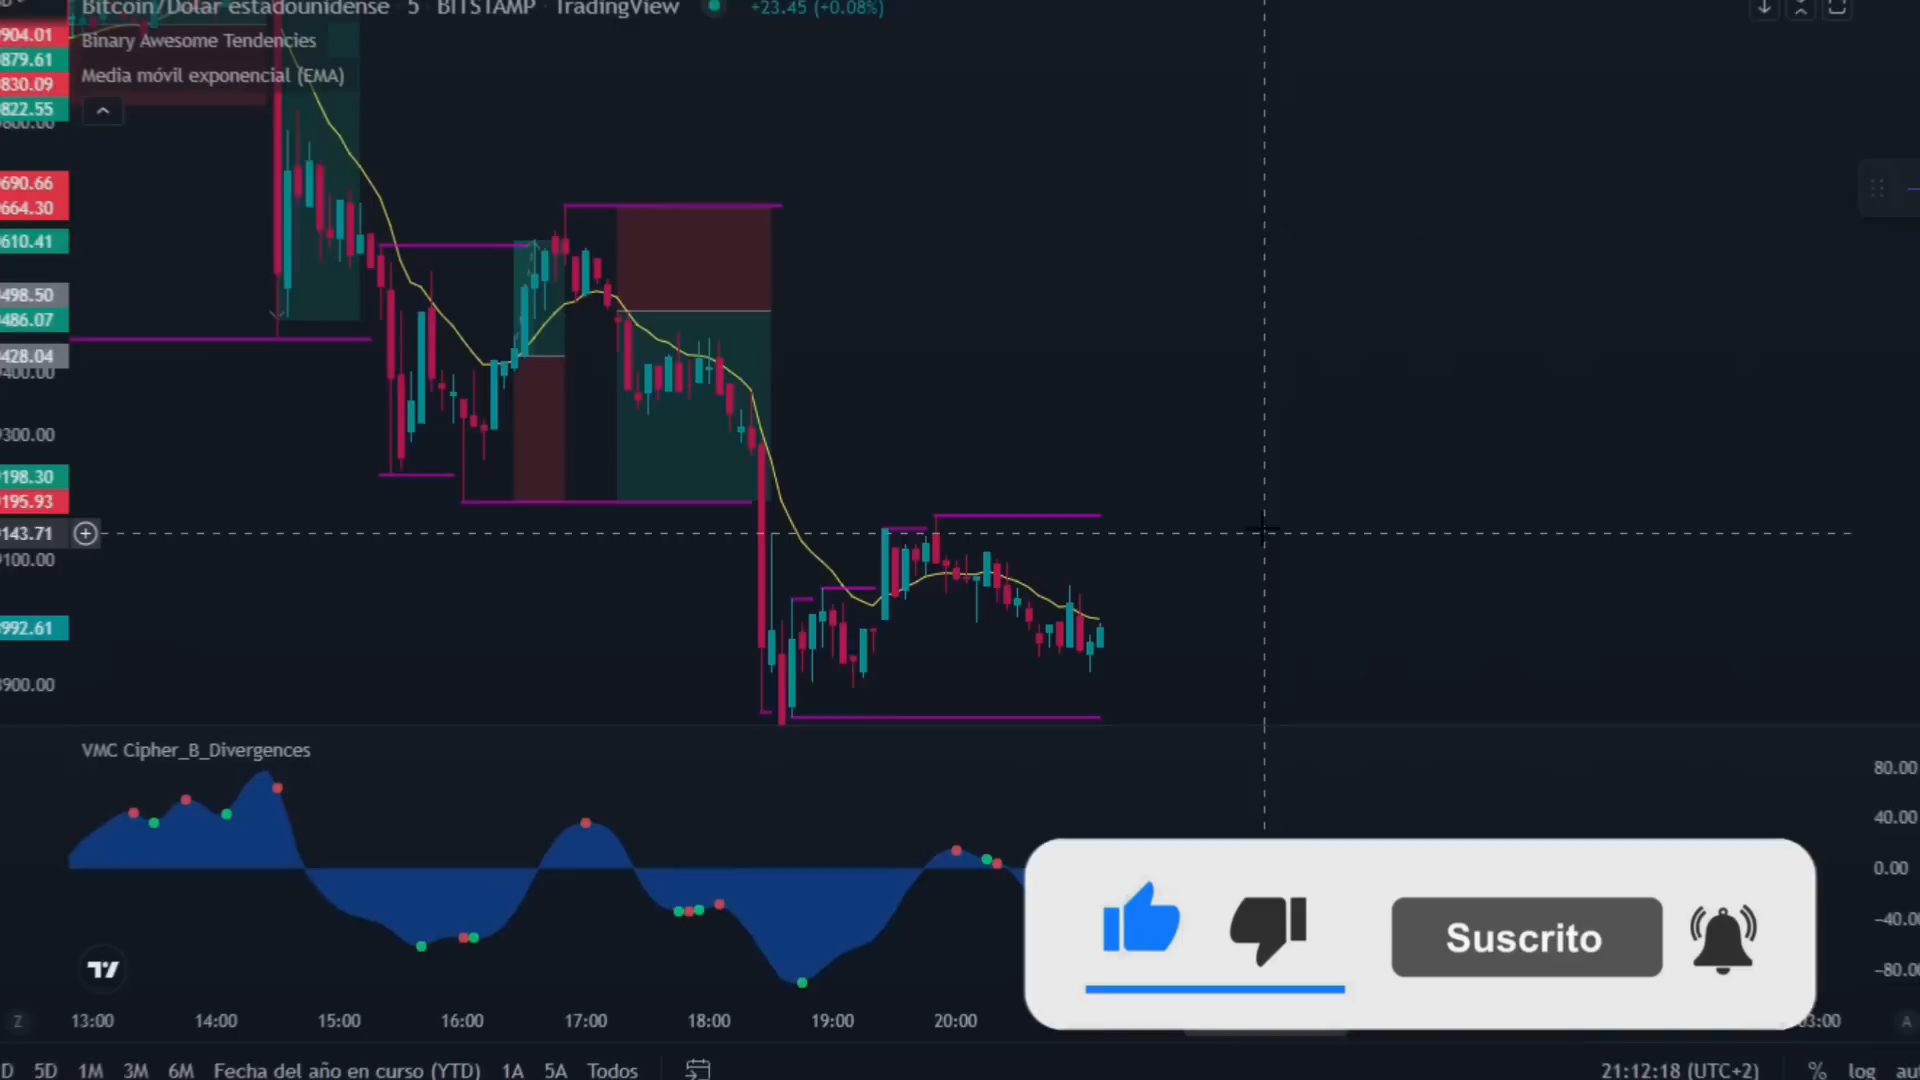 Bitcoin/Dólar estadounidense · 5 · BITSTAMP · TradingView
+23.45 (+0.08%)
904.01
Binary Awesome Tendencies
879.61
Media móvil exponencial (EMA)
830.09
822.55
690.66
664.30
610.41
498.50
486.07
428.04
300.00
198.30
195.93
143.71
9100.00
992.61
900.00
VMC Cipher_B_Divergences
80.00
40.00
0.00
-40.00
-80.00
Suscrito
Z
13:00
14:00
15:00
16:00
17:00
18:00
19:00
20:00
03:00
A
D
5D
1M
3M
6M
Fecha del año en curso (YTD)
1A
5A
Todos
21:12:18 (UTC+2)
%
log